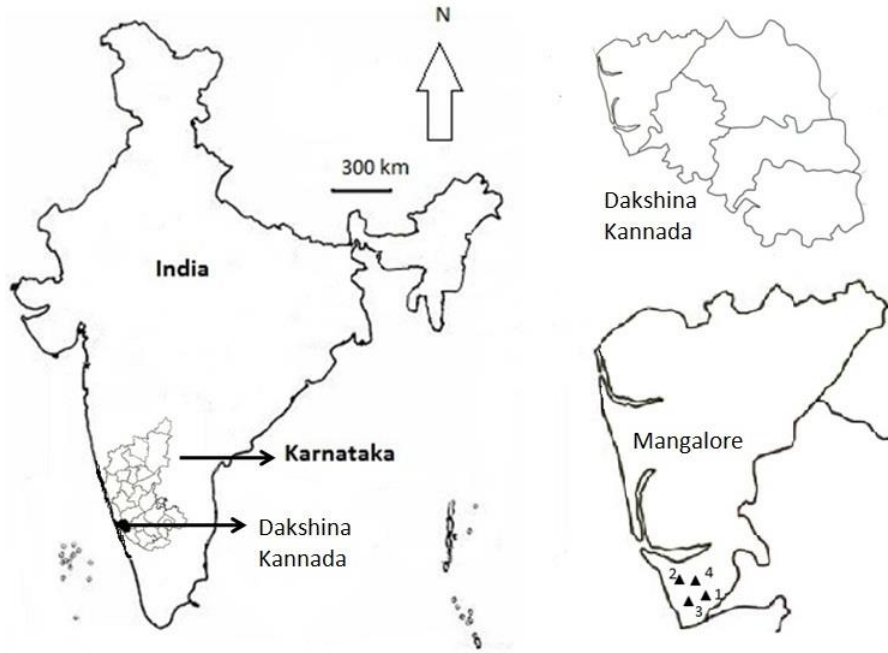 N
300 km
India
Karnataka
Dakshina
Kannada
Dakshina
Kannada
Mangalore
2
4
1
3